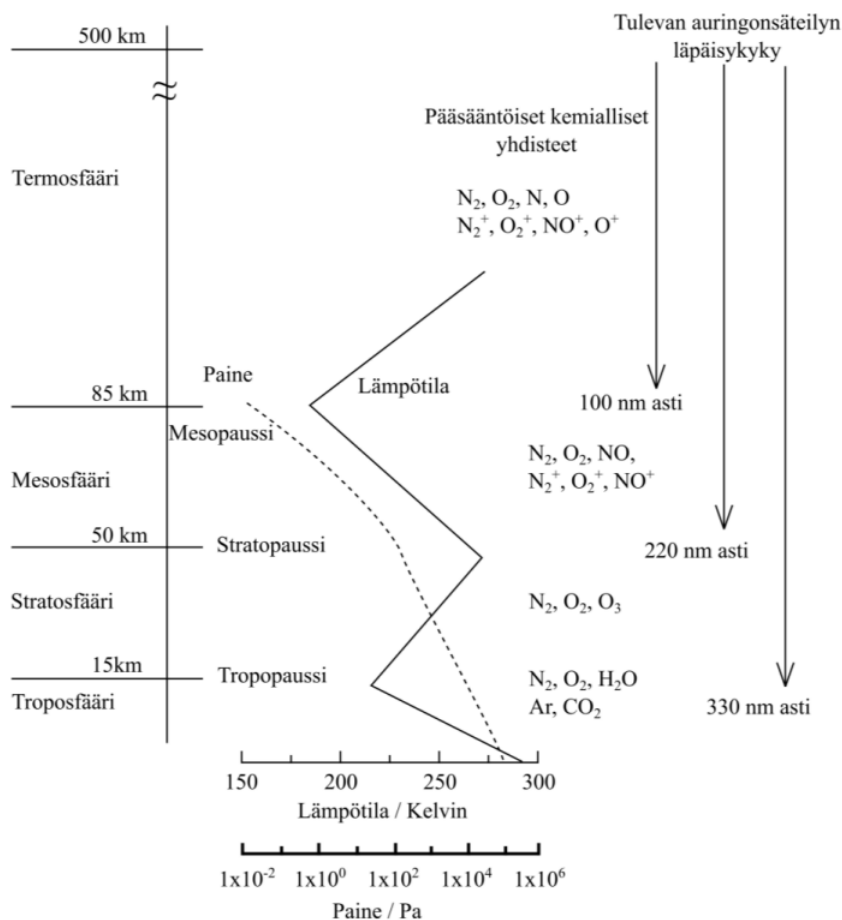 500 km
Tulevan auringonsäteilyn
läpäisykyky
Pääsääntöiset kemialliset
yhdisteet
Termosfääri
N₂, O₂, N, O
N₂⁺, O₂⁺, NO⁺, O⁺
Paine
Lämpötila
85 km
100 nm asti
Mesopaussi
N₂, O₂, NO,
N₂⁺, O₂⁺, NO⁺
Mesosfääri
50 km
Stratopaussi
220 nm asti
Stratosfääri
N₂, O₂, O₃
15km
Tropopaussi
N₂, O₂, H₂O
Ar, CO₂
Troposfääri
330 nm asti
150 200 250 300
Lämpötila / Kelvin
1x10⁻² 1x10⁰ 1x10² 1x10⁴ 1x10⁶
Paine / Pa